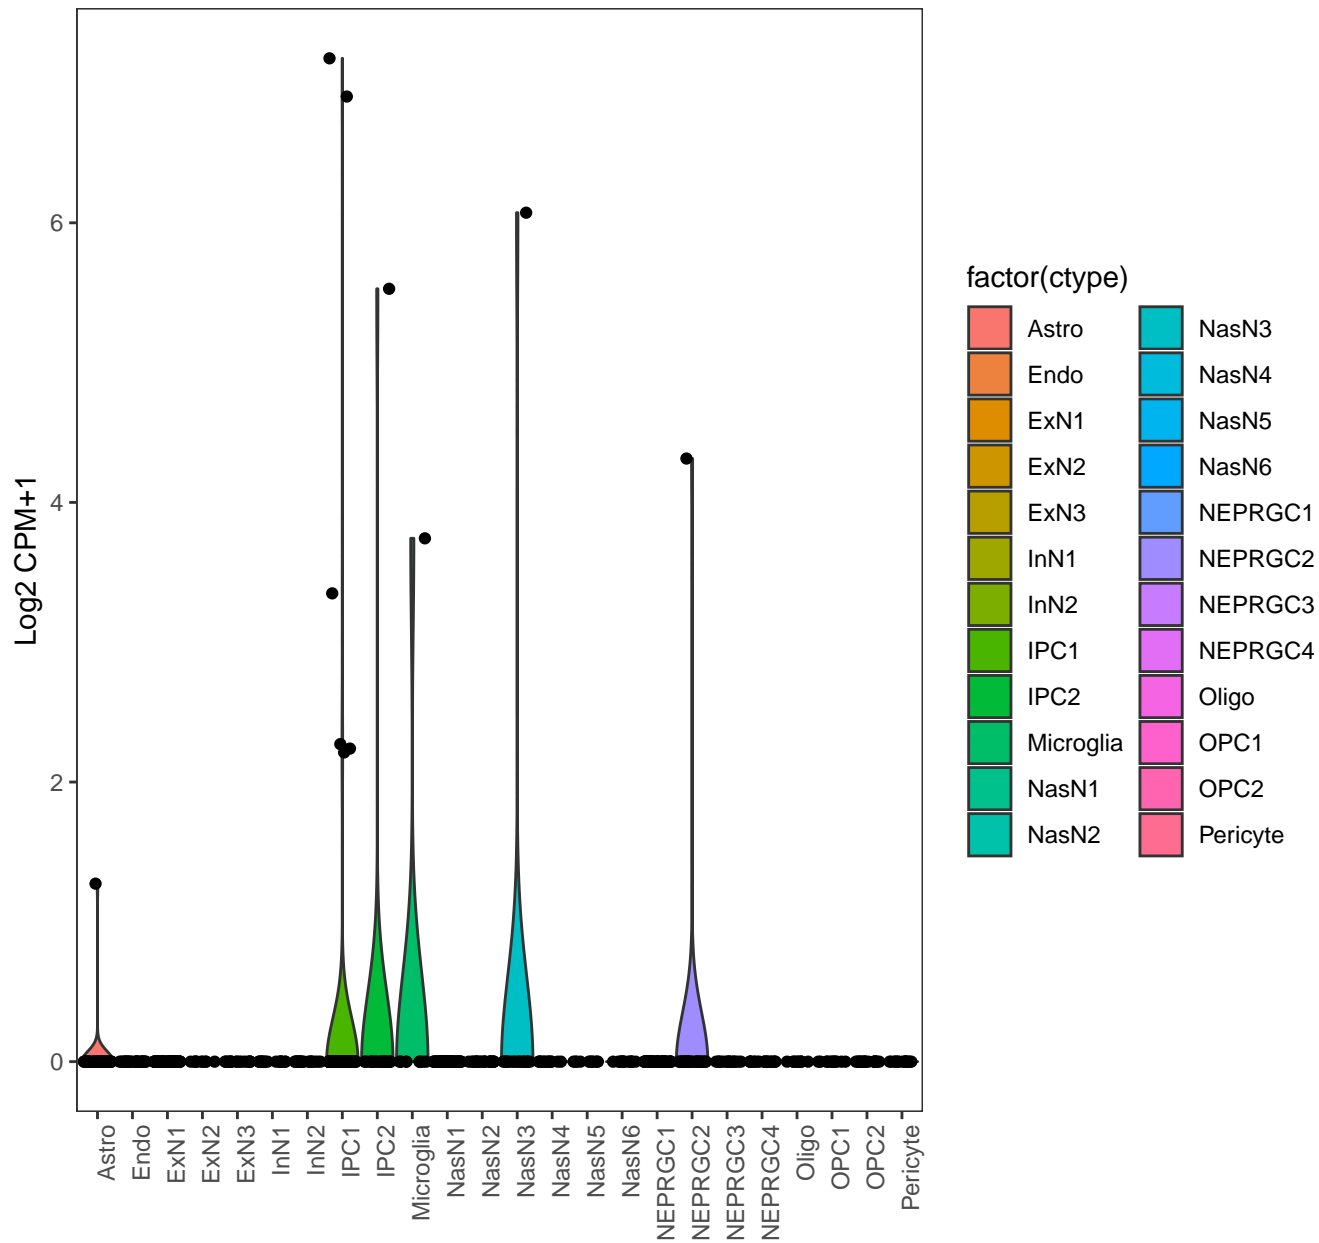 Log2 CPM+1
6
4
2
0
Astro
Endo
ExN1
ExN2
ExN3
InN1
InN2
IPC1
IPC2
Microglia
NasN1
NasN2
NasN3
NasN4
NasN5
NasN6
NEPRGC1
NEPRGC2
NEPRGC3
NEPRGC4
Oligo
OPC1
OPC2
Pericyte
factor(ctype)
Astro
Endo
ExN1
ExN2
ExN3
InN1
InN2
IPC1
IPC2
Microglia
NasN1
NasN2
NasN3
NasN4
NasN5
NasN6
NEPRGC1
NEPRGC2
NEPRGC3
NEPRGC4
Oligo
OPC1
OPC2
Pericyte